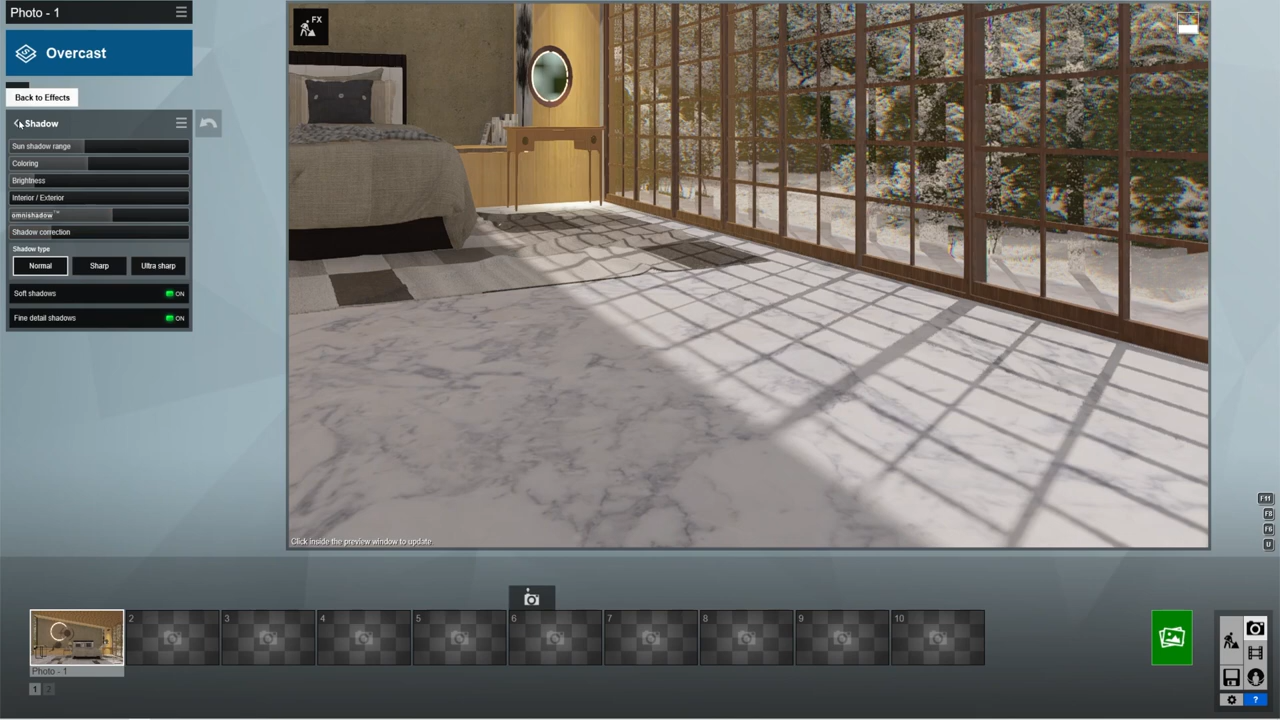 Photo - 1
FX
Overcast
Back to Effects
Shadow
Sun shadow range
Coloring
Brightness
Interior / Exterior
omnishadow™
Shadow correction
Shadow type
Normal
Sharp
Ultra sharp
Soft shadows
ON
Fine detail shadows
ON
Click inside the preview window to update
F11
F8
F6
U
2
3
4
5
6
7
8
9
10
Photo - 1
1
2
?